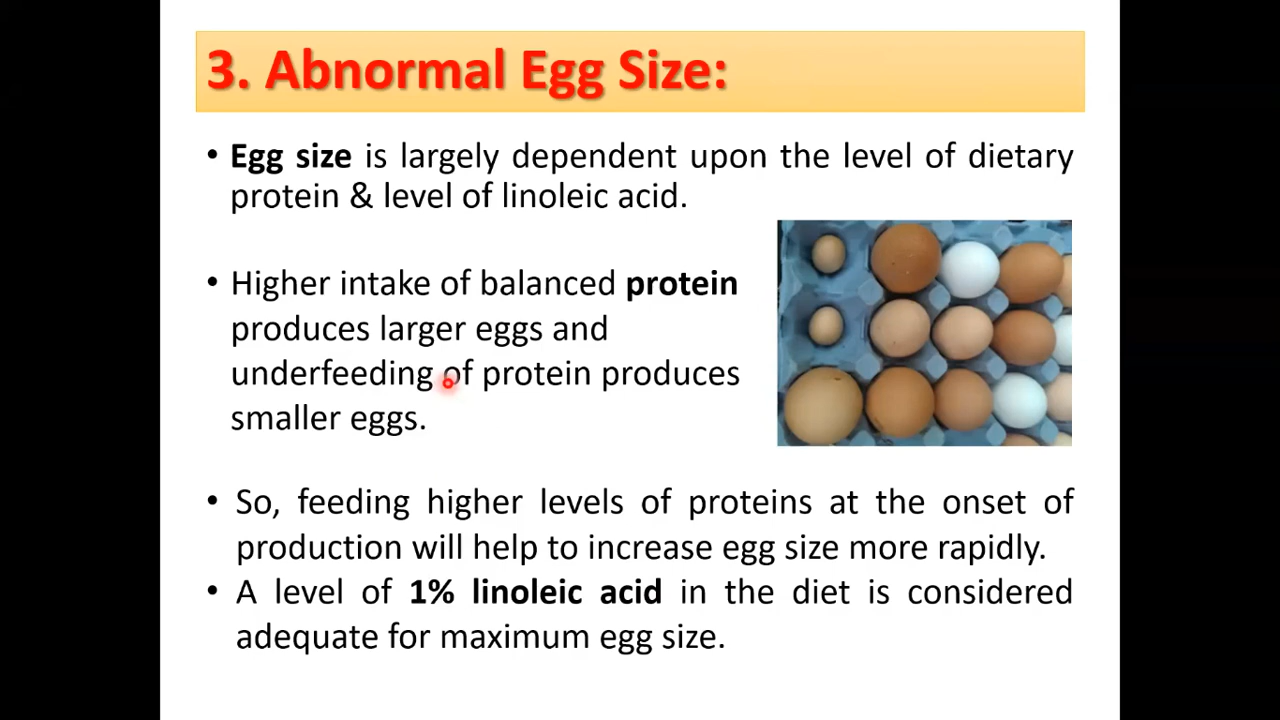 3. Abnormal Egg Size:
• Egg size is largely dependent upon the level of dietary
protein & level of linoleic acid.
• Higher intake of balanced protein
produces larger eggs and
underfeeding of protein produces
smaller eggs.
• So, feeding higher levels of proteins at the onset of
production will help to increase egg size more rapidly.
• A level of 1% linoleic acid in the diet is considered
adequate for maximum egg size.